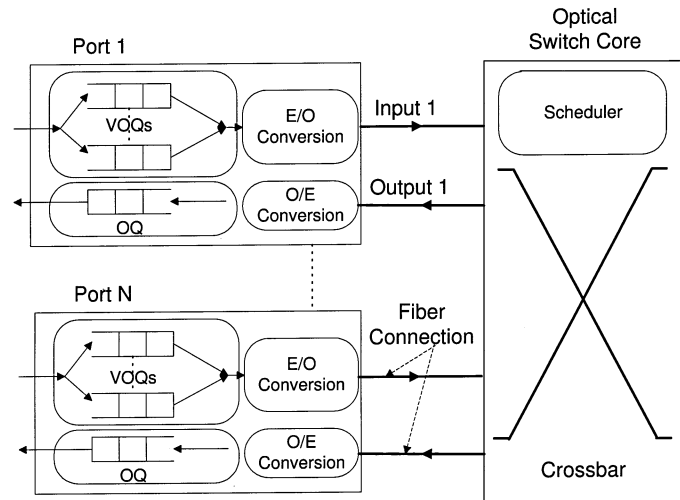 Optical
Switch Core
Port 1
Scheduler
VOQs
E/O
Conversion
Input 1
OQ
O/E
Conversion
Output 1
Port N
Fiber
Connection
VOQs
E/O
Conversion
OQ
O/E
Conversion
Crossbar